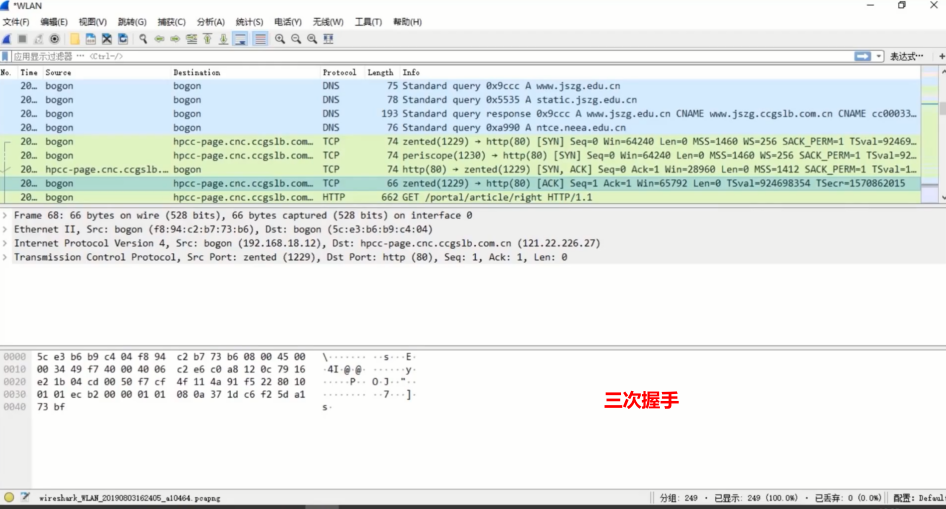 *WLAN
文件(F) 编辑(E) 视图(V) 跳转(G) 捕获(C) 分析(A) 统计(S) 电话(Y) 无线(W) 工具(T) 帮助(H)
应用显示过滤器 … <Ctrl-/> 表达式… +
No. Time Source Destination Protocol Length Info
20… bogon bogon DNS 75 Standard query 0x9ccc A www.jszg.edu.cn
20… bogon bogon DNS 78 Standard query 0x5535 A static.jszg.edu.cn
20… bogon bogon DNS 193 Standard query response 0x9ccc A www.jszg.edu.cn CNAME www.jszg.ccgslb.com.cn CNAME cc00033…
20… bogon bogon DNS 76 Standard query 0xa990 A ntce.neea.edu.cn
20… bogon hpcc-page.cnc.ccgslb.com… TCP 74 zented(1229) → http(80) [SYN] Seq=0 Win=64240 Len=0 MSS=1460 WS=256 SACK_PERM=1 TSval=92469…
20… bogon hpcc-page.cnc.ccgslb.com… TCP 74 periscope(1230) → http(80) [SYN] Seq=0 Win=64240 Len=0 MSS=1460 WS=256 SACK_PERM=1 TSval=92…
20… hpcc-page.cnc.ccgslb.… bogon TCP 74 http(80) → zented(1229) [SYN, ACK] Seq=0 Ack=1 Win=28960 Len=0 MSS=1412 SACK_PERM=1 TSval=1…
20… bogon hpcc-page.cnc.ccgslb.com… TCP 66 zented(1229) → http(80) [ACK] Seq=1 Ack=1 Win=65792 Len=0 TSval=924698354 TSecr=1570862015
20… bogon hpcc-page.cnc.ccgslb.com… HTTP 662 GET /portal/article/right HTTP/1.1
Frame 68: 66 bytes on wire (528 bits), 66 bytes captured (528 bits) on interface 0
Ethernet II, Src: bogon (f8:94:c2:b7:73:b6), Dst: bogon (5c:e3:b6:b9:c4:04)
Internet Protocol Version 4, Src: bogon (192.168.18.12), Dst: hpcc-page.cnc.ccgslb.com.cn (121.22.226.27)
Transmission Control Protocol, Src Port: zented (1229), Dst Port: http (80), Seq: 1, Ack: 1, Len: 0
0000 5c e3 b6 b9 c4 04 f8 94 c2 b7 73 b6 08 00 45 00 \······· ··s···E·
0010 00 34 49 f7 40 00 40 06 c2 e6 c0 a8 12 0c 79 16 ·4I·@·@· ······y·
0020 e2 1b 04 cd 00 50 f7 cf 4f 11 4a 91 f5 22 80 10 ·····P·· O·J··"··
0030 01 01 ec b2 00 00 01 01 08 0a 37 1d c6 f2 5d a1 ········ ··7···]·
0040 73 bf s·
三次握手
wireshark_WLAN_20190803162405_a10464.pcapng 分组: 249 · 已显示: 249 (100.0%) · 已丢弃: 0 (0.0%) 配置: Defaul